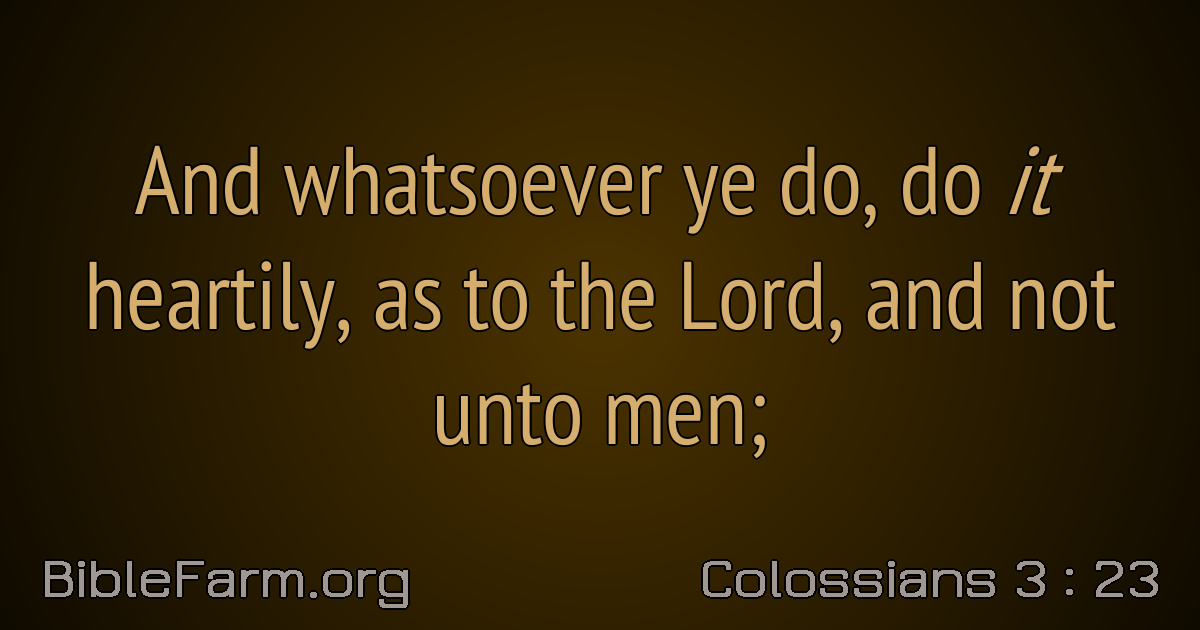 And whatsoever ye do, do it
heartily, as to the Lord, and not
unto men;
BibleFarm.org
Colossians 3 : 23